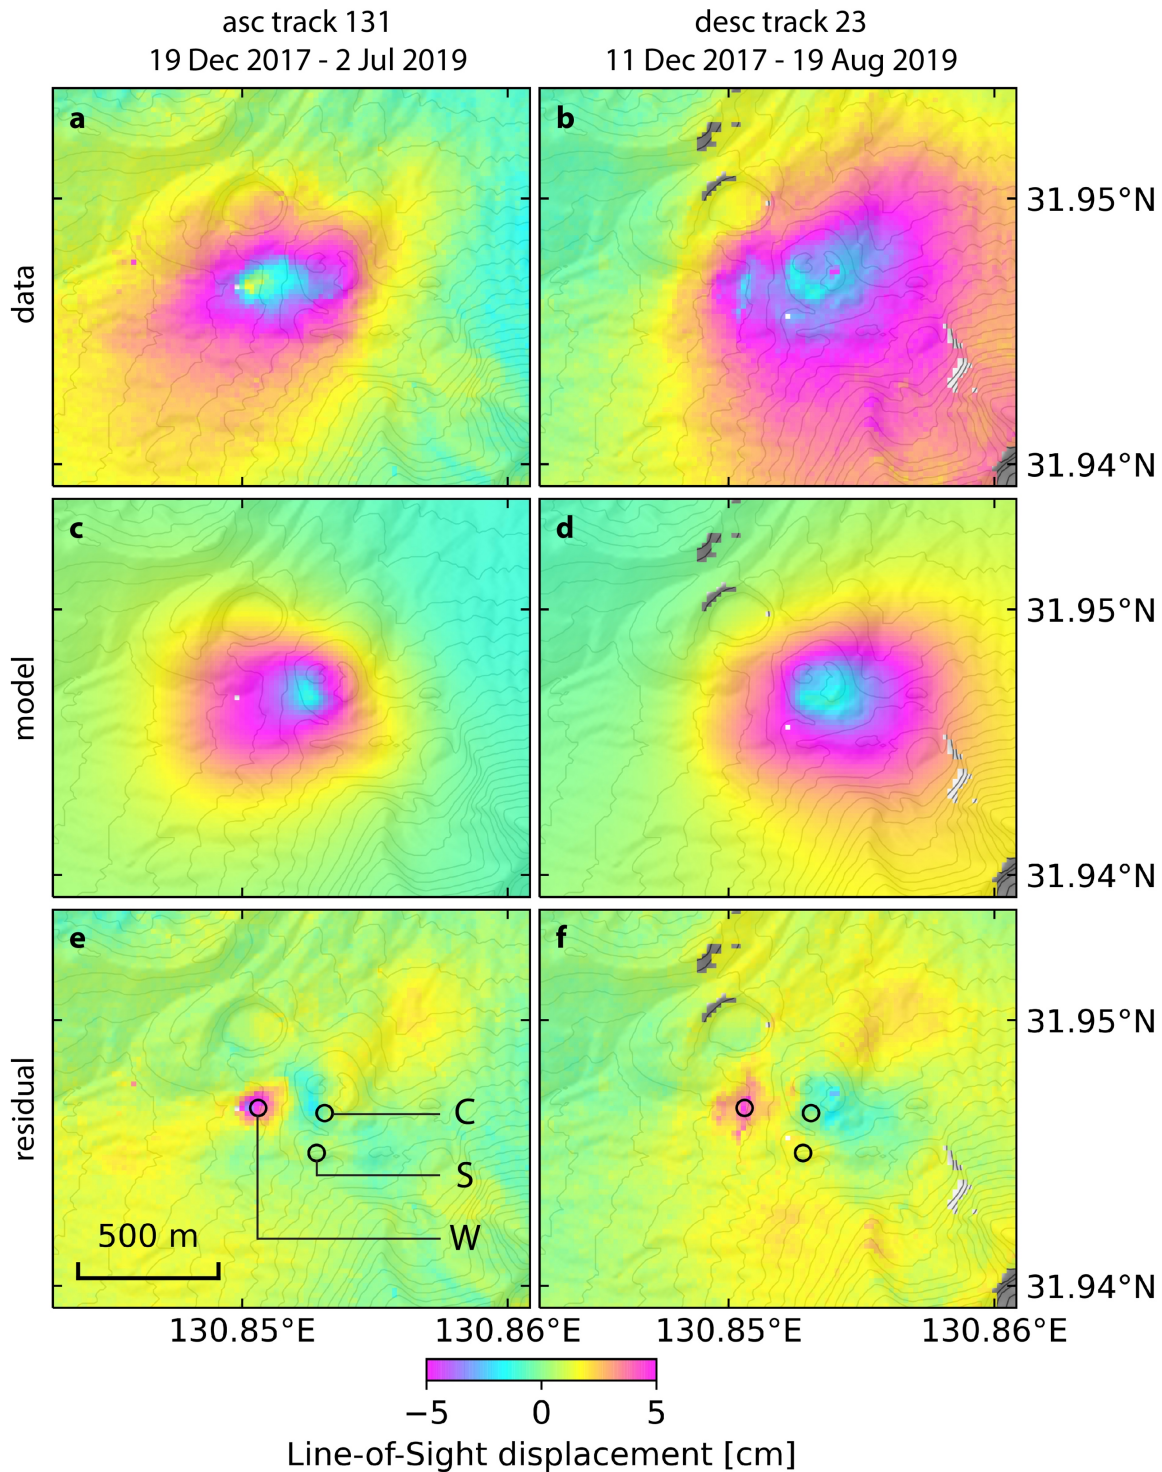 asc track 131
19 Dec 2017 - 2 Jul 2019
desc track 23
11 Dec 2017 - 19 Aug 2019
data
a
b
31.95°N
31.94°N
model
c
d
31.95°N
31.94°N
residual
e
f
C
S
W
500 m
31.95°N
31.94°N
130.85°E
130.86°E
130.85°E
130.86°E
−5
0
5
Line-of-Sight displacement [cm]